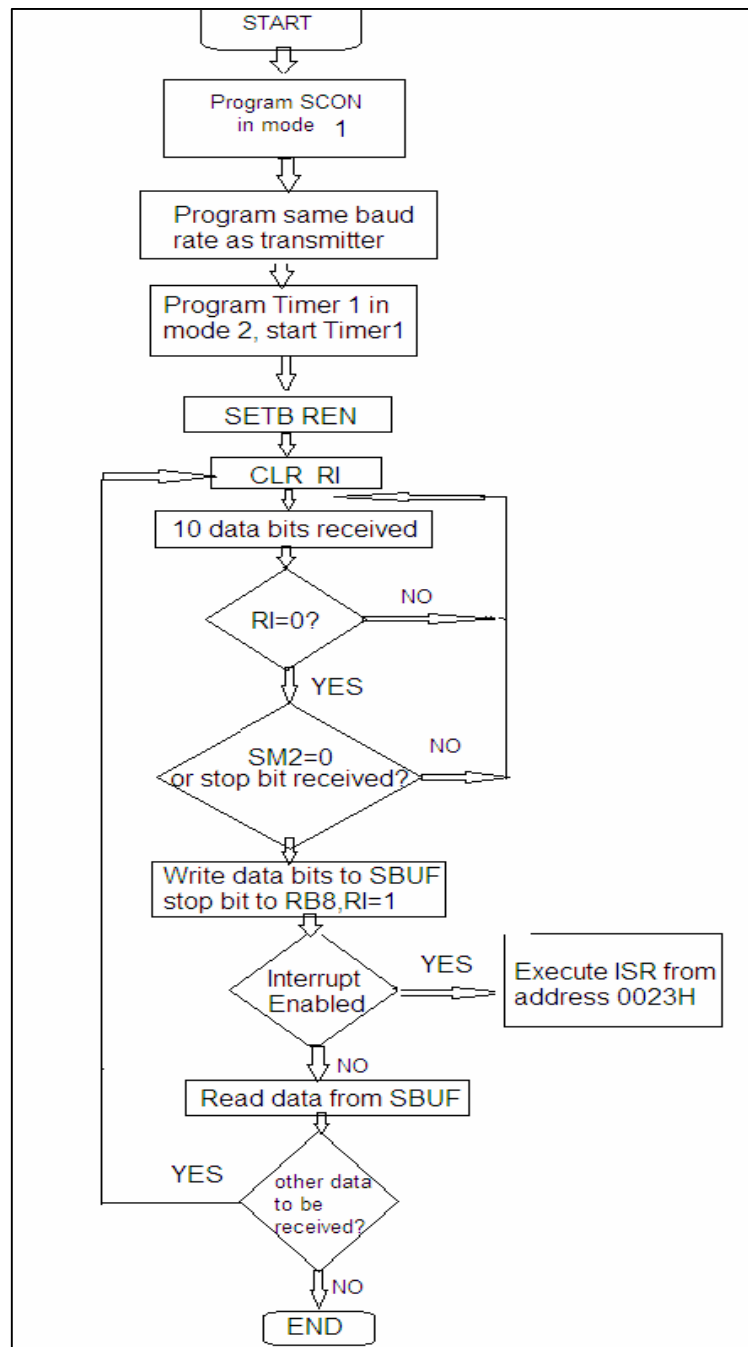 START
Program SCON
in mode 1
Program same baud
rate as transmitter
Program Timer 1 in
mode 2, start Timer1
SETB REN
CLR RI
10 data bits received
RI=0?
NO
YES
SM2=0
or stop bit received?
NO
Write data bits to SBUF
stop bit to RB8,RI=1
Interrupt
Enabled
YES
Execute ISR from
address 0023H
NO
Read data from SBUF
YES
other data
to be
received?
NO
END